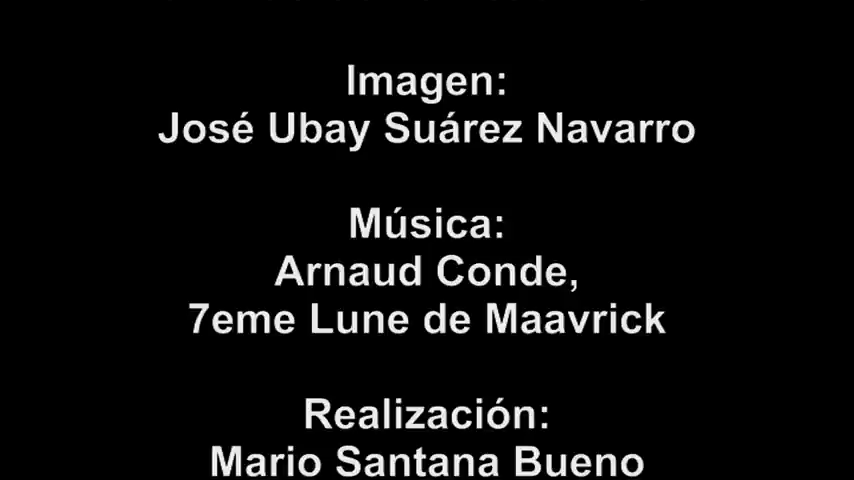 Imagen:
José Ubay Suárez Navarro
Música:
Arnaud Conde,
7eme Lune de Maavrick
Realización:
Mario Santana Bueno